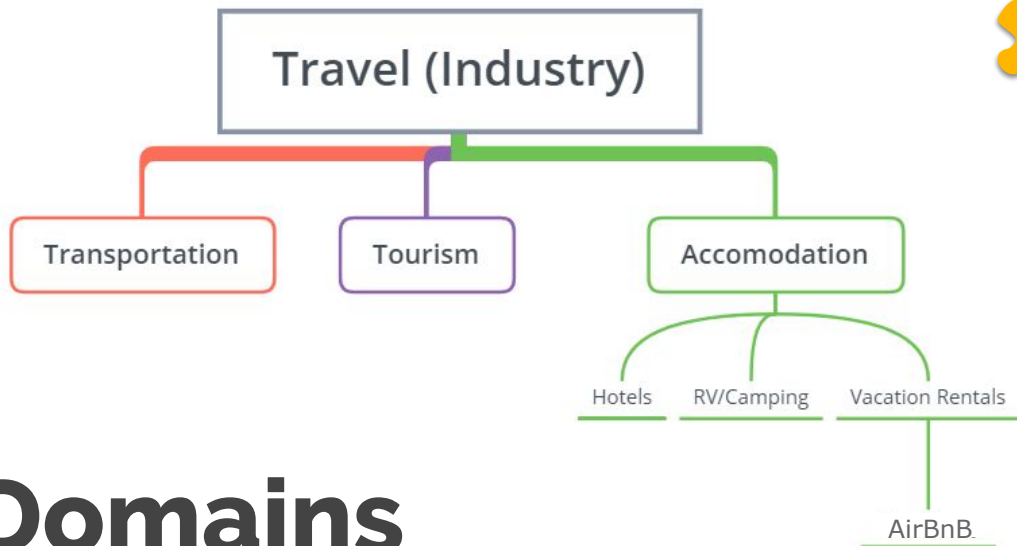 Travel (Industry)
Transportation Tourism Accomodation
Hotels RV/Camping Vacation Rentals
AirBnB
Domains